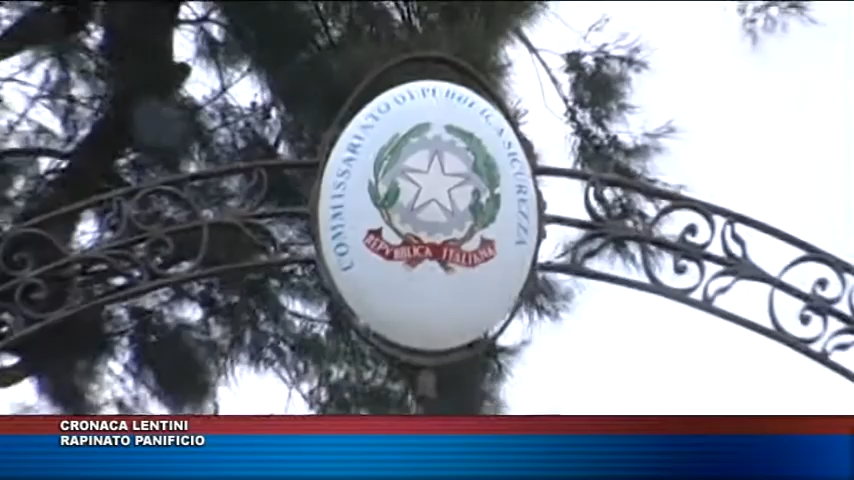 COMMISSARIATO DI PUBBLICA SICUREZZA
REPVBBLICA ITALIANA
CRONACA LENTINI
RAPINATO PANIFICIO